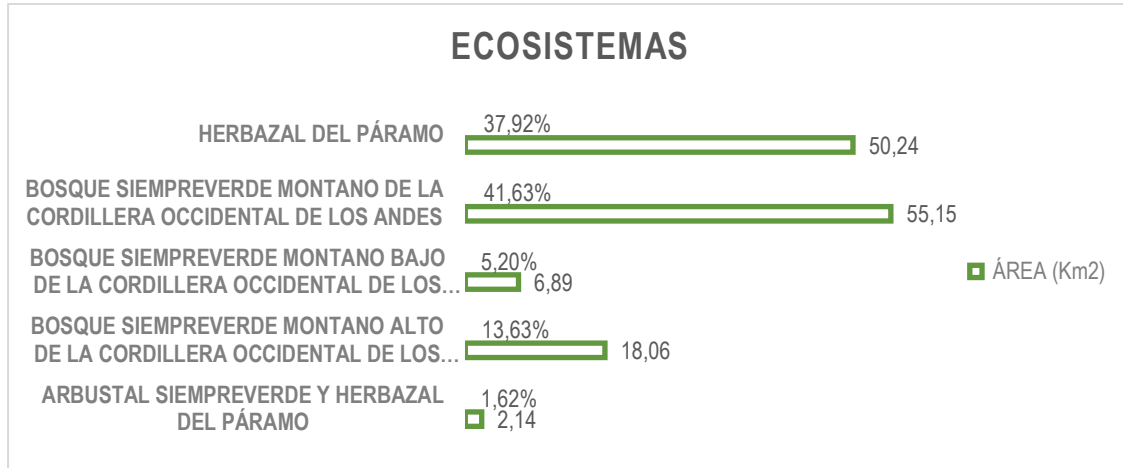 ECOSISTEMAS
HERBAZAL DEL PÁRAMO
37,92%
50,24
BOSQUE SIEMPREVERDE MONTANO DE LA
CORDILLERA OCCIDENTAL DE LOS ANDES
41,63%
55,15
BOSQUE SIEMPREVERDE MONTANO BAJO
DE LA CORDILLERA OCCIDENTAL DE LOS…
5,20%
6,89
BOSQUE SIEMPREVERDE MONTANO ALTO
DE LA CORDILLERA OCCIDENTAL DE LOS…
13,63%
18,06
ARBUSTAL SIEMPREVERDE Y HERBAZAL
DEL PÁRAMO
1,62%
2,14
ÁREA (Km2)